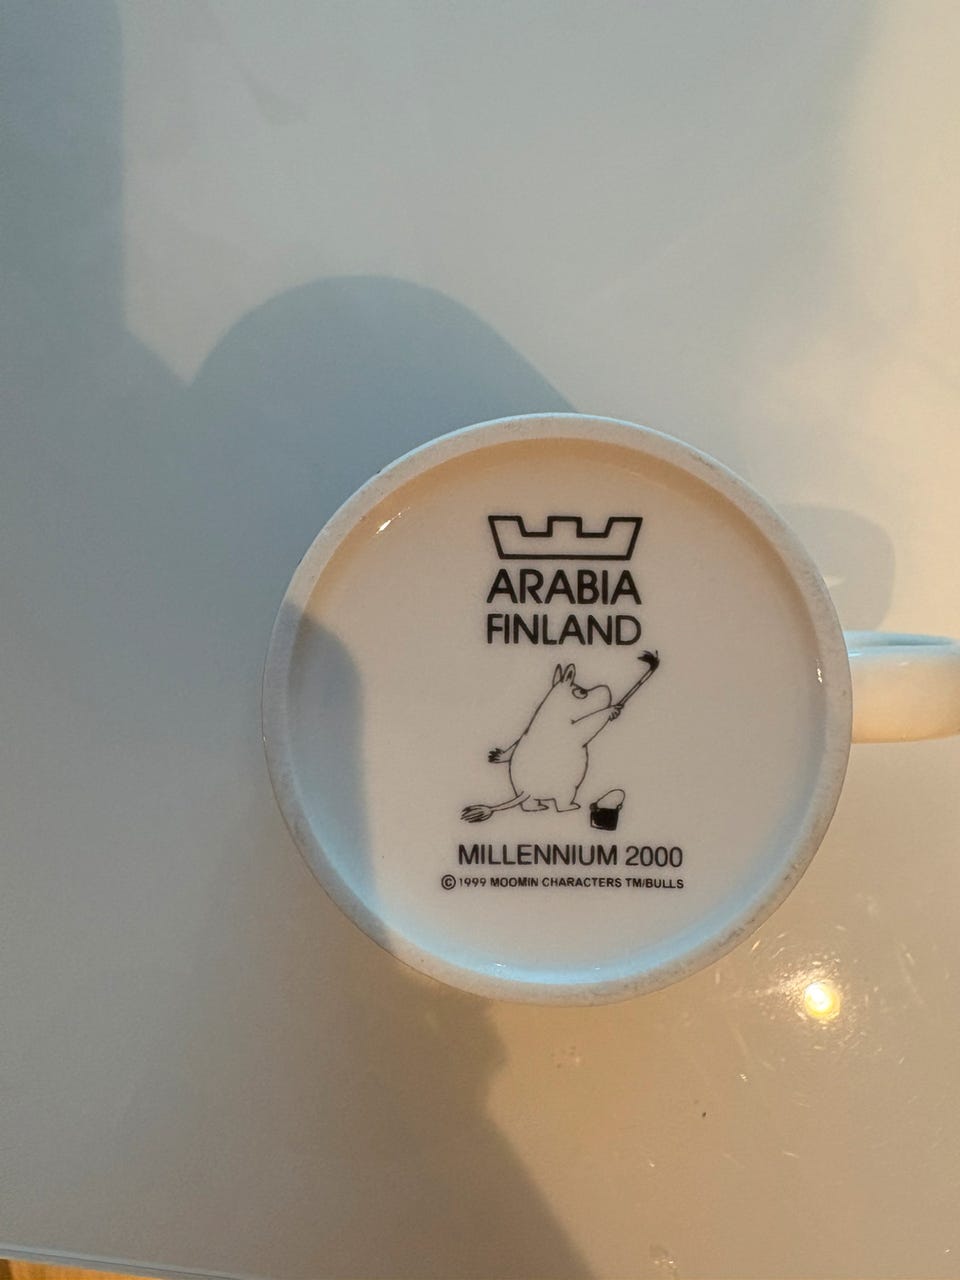 ARABIA
FINLAND
MILLENNIUM 2000
© 1999 MOOMIN CHARACTERS TM/BULLS